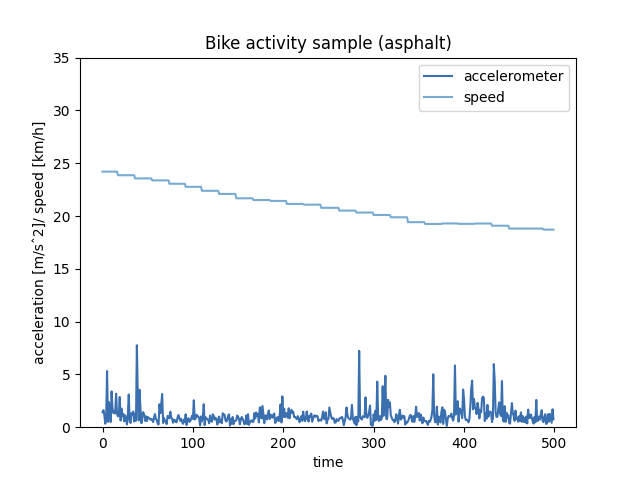 Bike activity sample (asphalt)
35
30
25
20
15
10
5
0
acceleration [m/s^2]/ speed [km/h]
accelerometer
speed
0 100 200 300 400 500
time